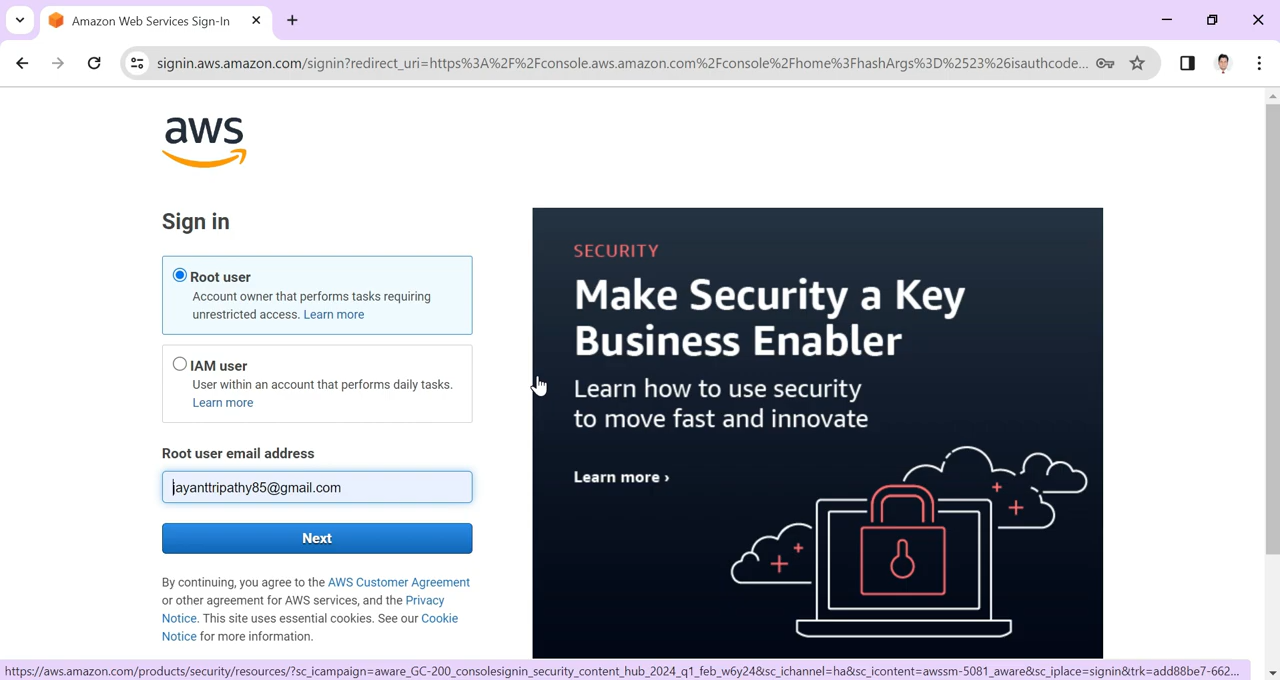 Amazon Web Services Sign-In
signin.aws.amazon.com/signin?redirect_uri=https%3A%2F%2Fconsole.aws.amazon.com%2Fconsole%2Fhome%3FhashArgs%3D%2523%26isauthcode...
aws
Sign in
Root user
Account owner that performs tasks requiring
unrestricted access. Learn more
IAM user
User within an account that performs daily tasks.
Learn more
Root user email address
jayanttripathy85@gmail.com
Next
By continuing, you agree to the AWS Customer Agreement
or other agreement for AWS services, and the Privacy
Notice. This site uses essential cookies. See our Cookie
Notice for more information.
SECURITY
Make Security a Key
Business Enabler
Learn how to use security
to move fast and innovate
Learn more ›
https://aws.amazon.com/products/security/resources/?sc_icampaign=aware_GC-200_consolesignin_security_content_hub_2024_q1_feb_w6y24&sc_ichannel=ha&sc_icontent=awssm-5081_aware&sc_iplace=signin&trk=add88be7-662...